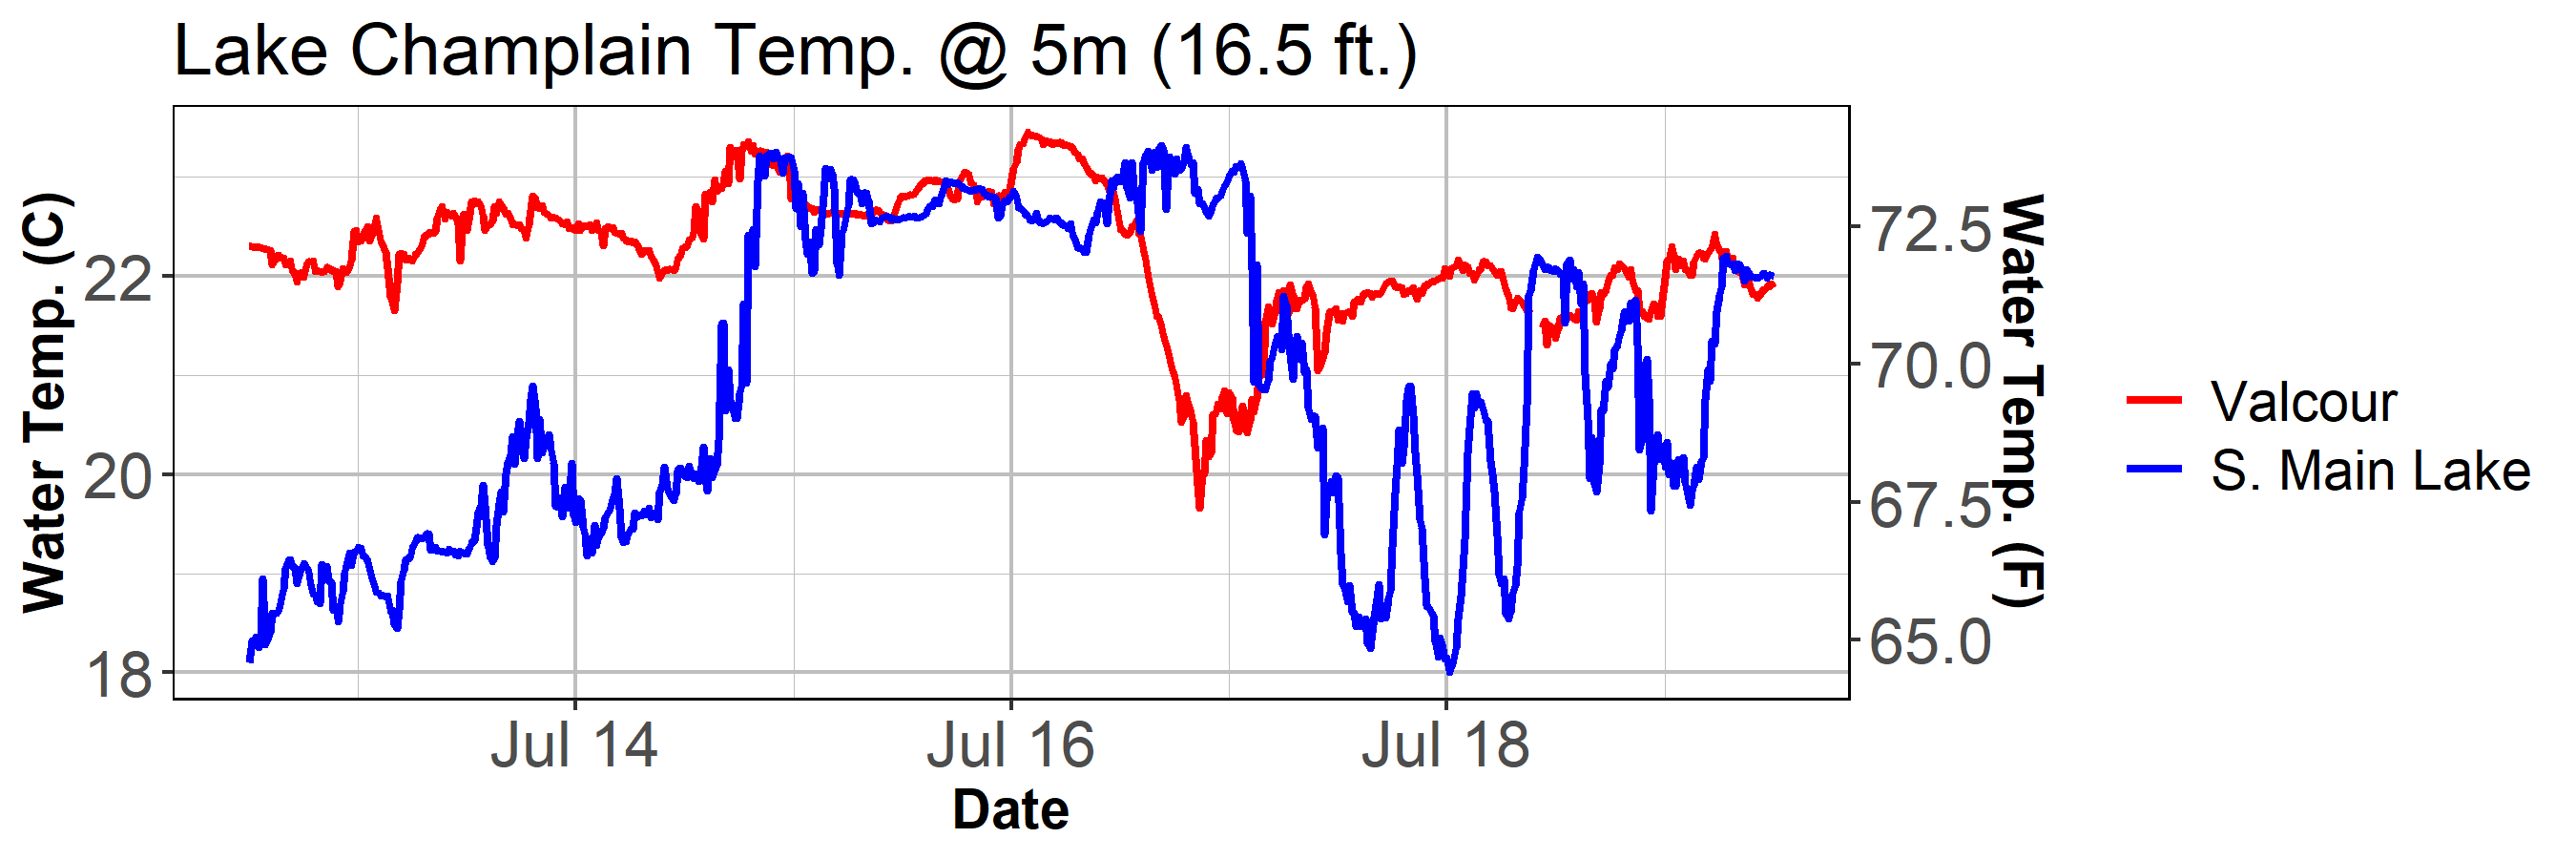 Lake Champlain Temp. @ 5m (16.5 ft.)
Water Temp. (C)
22
20
18
72.5
70.0
67.5
65.0
Water Temp. (F)
Jul 14
Jul 16
Jul 18
Date
Valcour
S. Main Lake